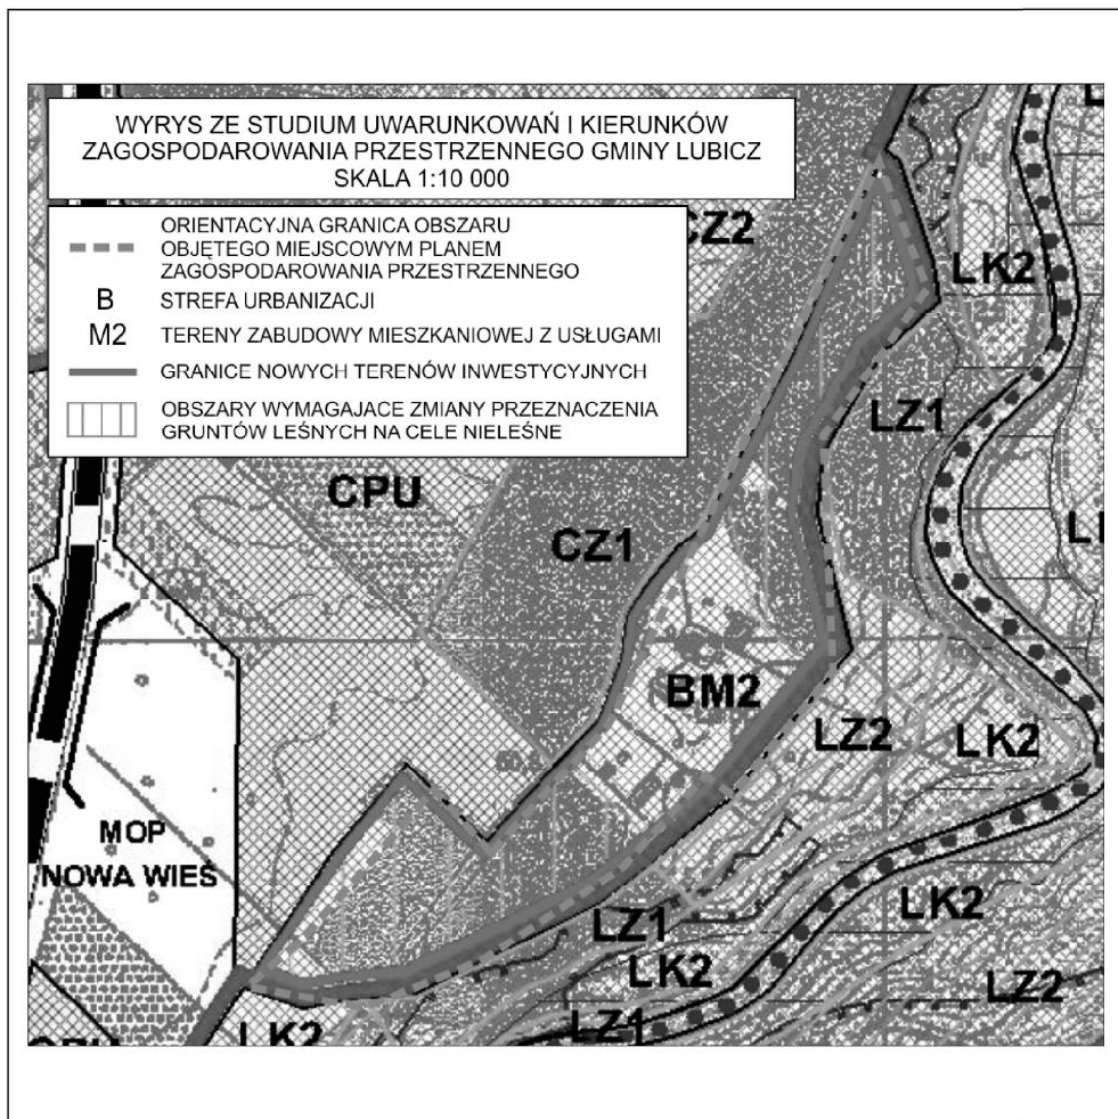 WYRYS ZE STUDIUM UWARUNKOWAŃ I KIERUNKÓW
ZAGOSPODAROWANIA PRZESTRZENNEGO GMINY LUBICZ
SKALA 1:10 000
ORIENTACYJNA GRANICA OBSZARU
OBJĘTEGO MIEJSCOWYM PLANEM
ZAGOSPODAROWANIA PRZESTRZENNEGO
B STREFA URBANIZACJI
M2 TERENY ZABUDOWY MIESZKANIOWEJ Z USŁUGAMI
GRANICE NOWYCH TERENÓW INWESTYCYJNYCH
OBSZARY WYMAGAJACE ZMIANY PRZEZNACZENIA
GRUNTÓW LEŚNYCH NA CELE NIELEŚNE
CZ2
LK2
LZ1
CPU
CZ1
BM2
LZ2
LK2
MOP
NOWA WIEŚ
LK2
LZ1
LK2
LZ2
LZ1
LK2